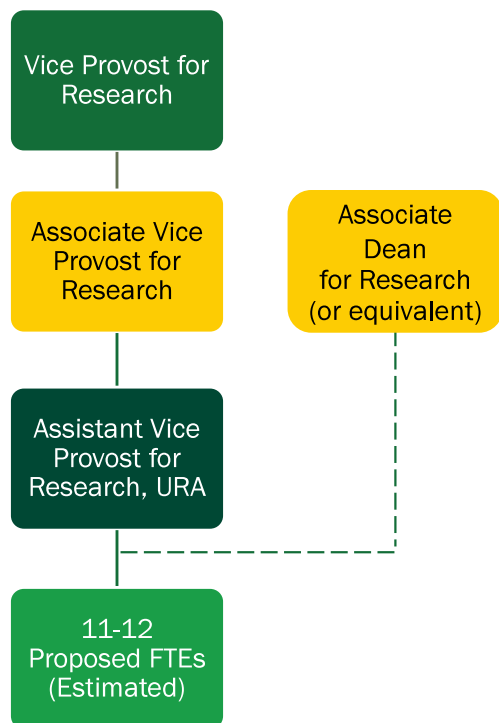 Vice Provost for
Research
Associate Vice
Provost for
Research
Associate
Dean
for Research
(or equivalent)
Assistant Vice
Provost for
Research, URA
11-12
Proposed FTEs
(Estimated)